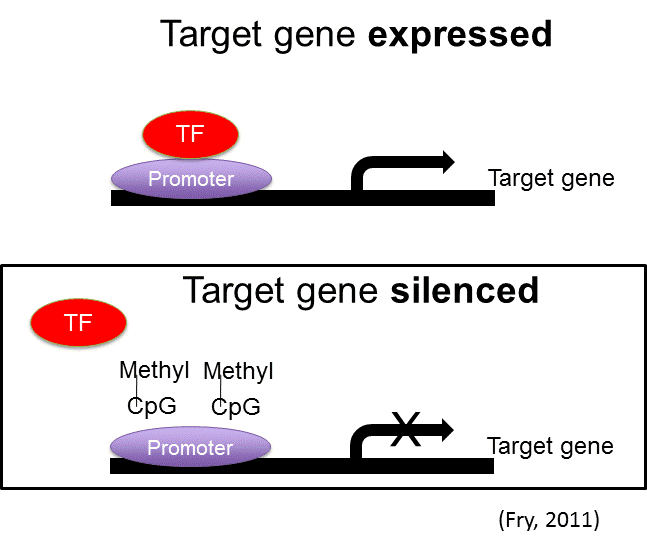 Target gene expressed
TF
Promoter
Target gene
Target gene silenced
TF
Methyl Methyl
CpG CpG
X
Promoter
Target gene
(Fry, 2011)